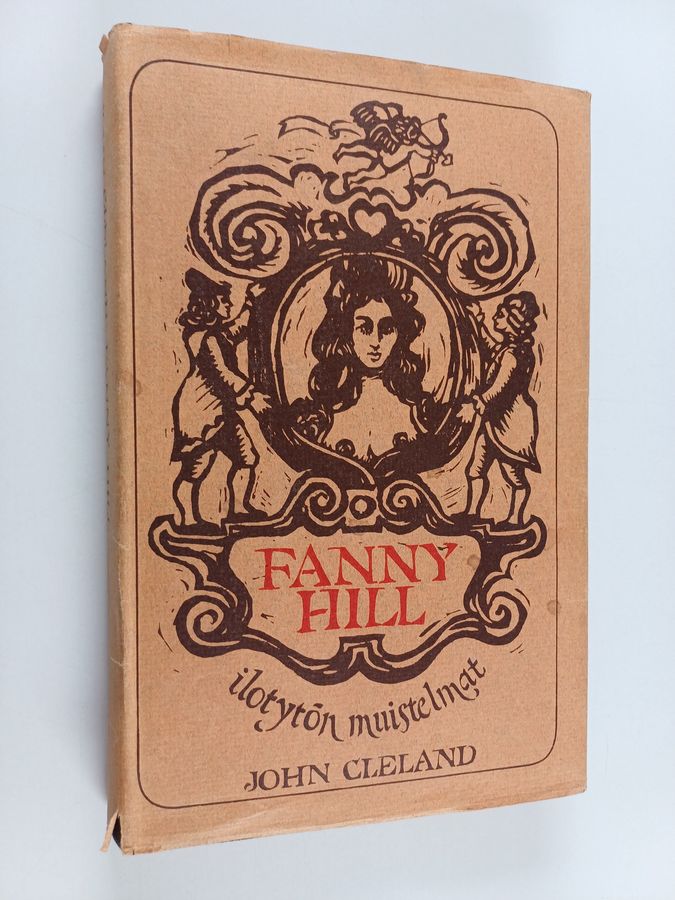 FANNY
HILL
ilotytön muistelmat
JOHN CLELAND